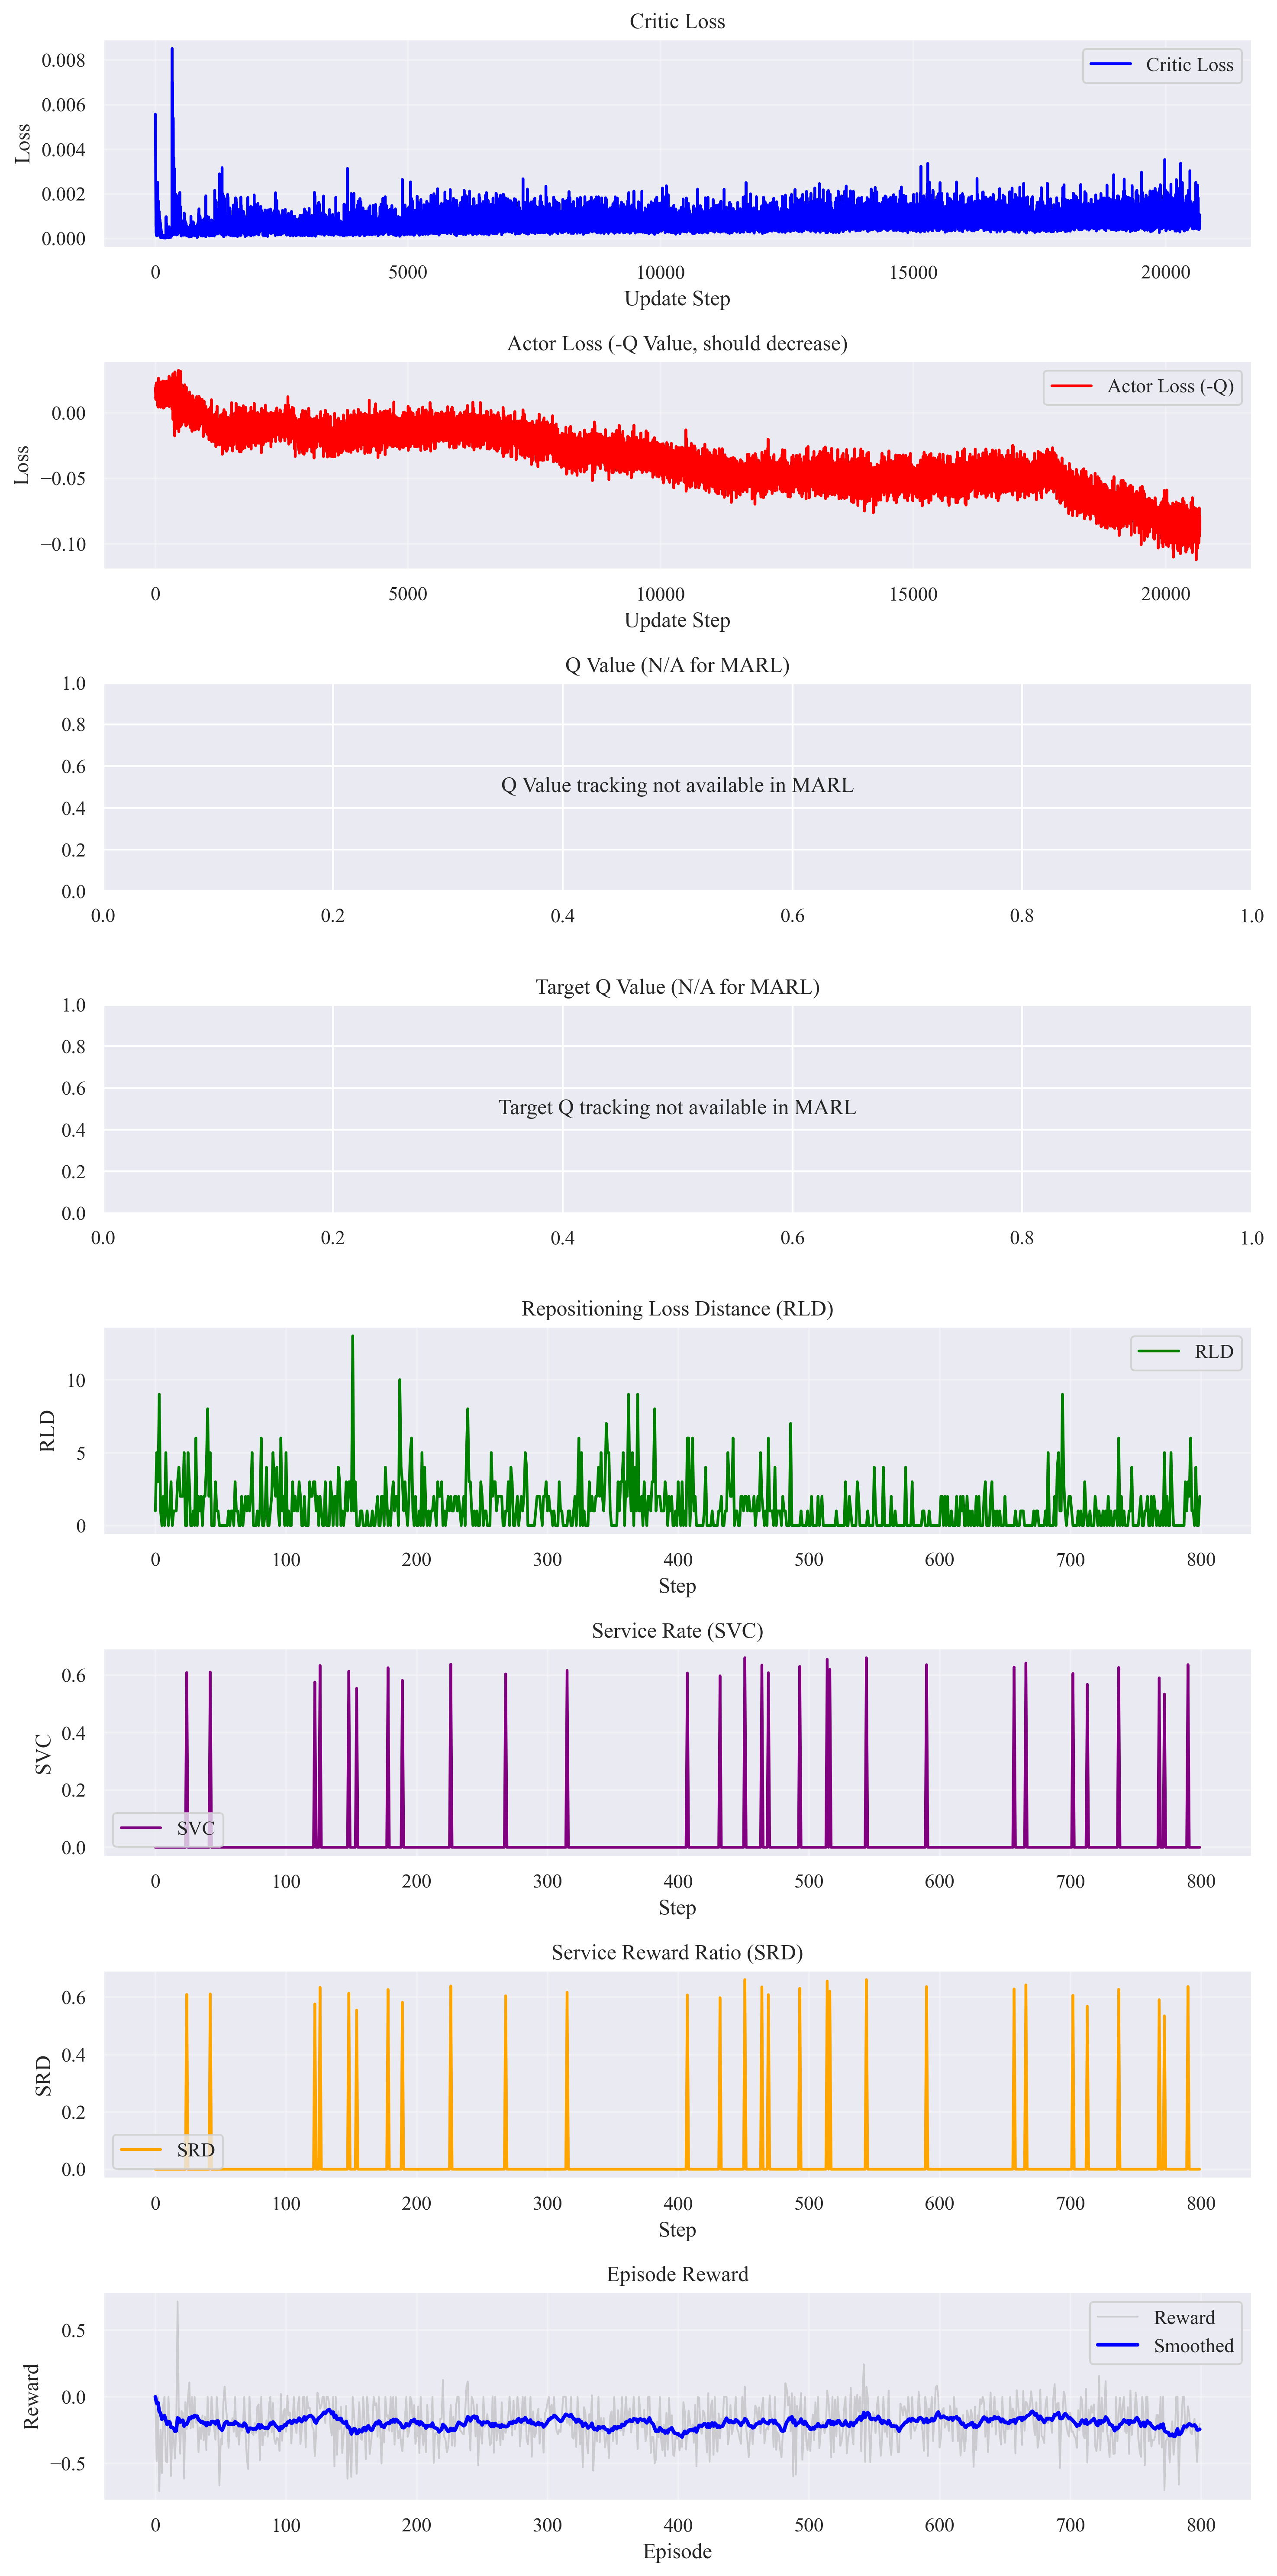 Critic Loss
0.008
0.006
0.004
0.002
0.000
Loss
Critic Loss
0 5000 10000 15000 20000
Update Step
Actor Loss (-Q Value, should decrease)
0.00
−0.05
−0.10
Loss
Actor Loss (-Q)
0 5000 10000 15000 20000
Update Step
Q Value (N/A for MARL)
1.0
0.8
0.6
Q Value tracking not available in MARL
0.4
0.2
0.0
0.0 0.2 0.4 0.6 0.8 1.0
Target Q Value (N/A for MARL)
1.0
0.8
0.6
Target Q tracking not available in MARL
0.4
0.2
0.0
0.0 0.2 0.4 0.6 0.8 1.0
Repositioning Loss Distance (RLD)
RLD
10
5
0
RLD
0 100 200 300 400 500 600 700 800
Step
Service Rate (SVC)
0.6
0.4
0.2
0.0
SVC
SVC
0 100 200 300 400 500 600 700 800
Step
Service Reward Ratio (SRD)
0.6
0.4
0.2
0.0
SRD
SRD
0 100 200 300 400 500 600 700 800
Step
Episode Reward
Reward
Smoothed
0.5
0.0
−0.5
Reward
0 100 200 300 400 500 600 700 800
Episode